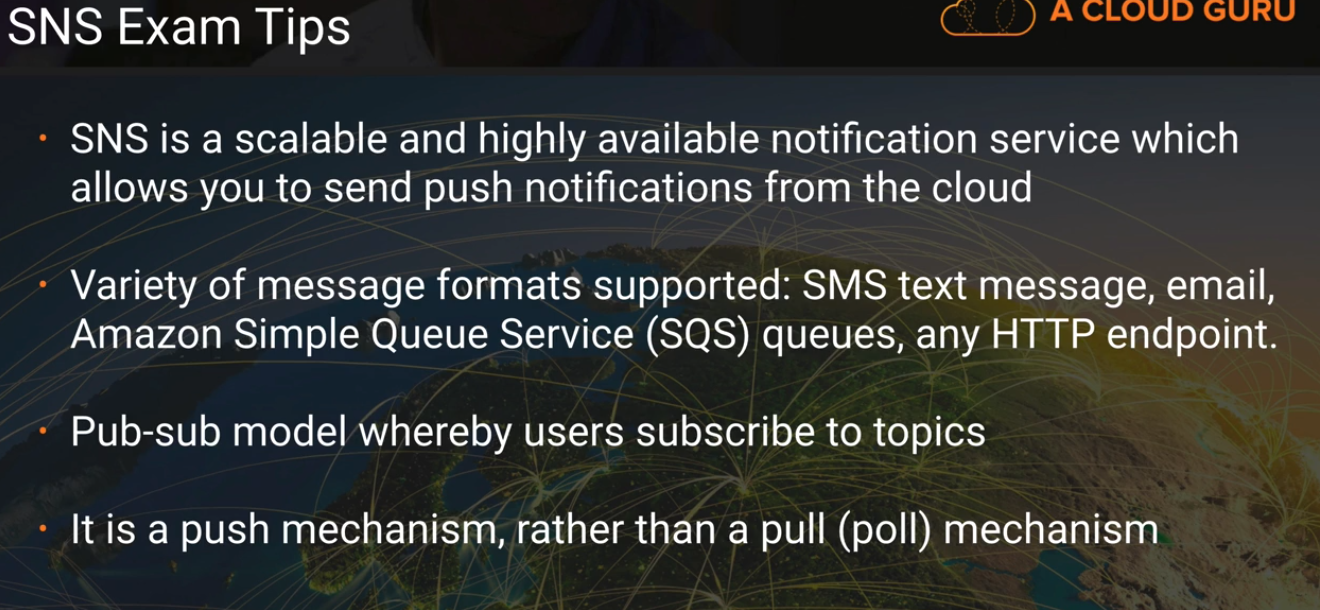 SNS Exam Tips
A CLOUD GURU
• SNS is a scalable and highly available notification service which
allows you to send push notifications from the cloud
• Variety of message formats supported: SMS text message, email,
Amazon Simple Queue Service (SQS) queues, any HTTP endpoint.
• Pub-sub model whereby users subscribe to topics
• It is a push mechanism, rather than a pull (poll) mechanism